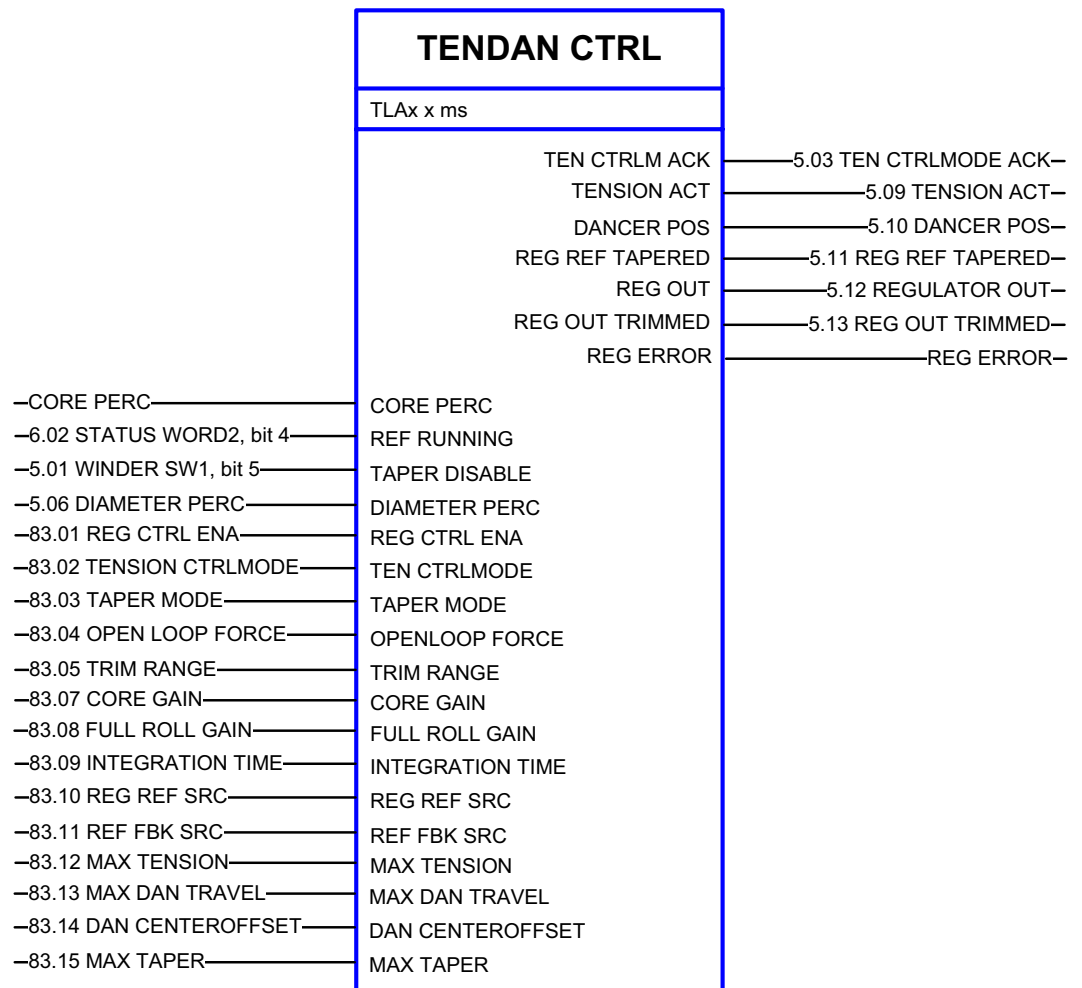 TENDAN CTRL
TLAx x ms
TEN CTRLM ACK 5.03 TEN CTRLMODE ACK
TENSION ACT 5.09 TENSION ACT
DANCER POS 5.10 DANCER POS
REG REF TAPERED 5.11 REG REF TAPERED
REG OUT 5.12 REGULATOR OUT
REG OUT TRIMMED 5.13 REG OUT TRIMMED
REG ERROR REG ERROR
CORE PERC CORE PERC
6.02 STATUS WORD2, bit 4 REF RUNNING
5.01 WINDER SW1, bit 5 TAPER DISABLE
5.06 DIAMETER PERC DIAMETER PERC
83.01 REG CTRL ENA REG CTRL ENA
83.02 TENSION CTRLMODE TEN CTRLMODE
83.03 TAPER MODE TAPER MODE
83.04 OPEN LOOP FORCE OPENLOOP FORCE
83.05 TRIM RANGE TRIM RANGE
83.07 CORE GAIN CORE GAIN
83.08 FULL ROLL GAIN FULL ROLL GAIN
83.09 INTEGRATION TIME INTEGRATION TIME
83.10 REG REF SRC REG REF SRC
83.11 REF FBK SRC REF FBK SRC
83.12 MAX TENSION MAX TENSION
83.13 MAX DAN TRAVEL MAX DAN TRAVEL
83.14 DAN CENTEROFFSET DAN CENTEROFFSET
83.15 MAX TAPER MAX TAPER